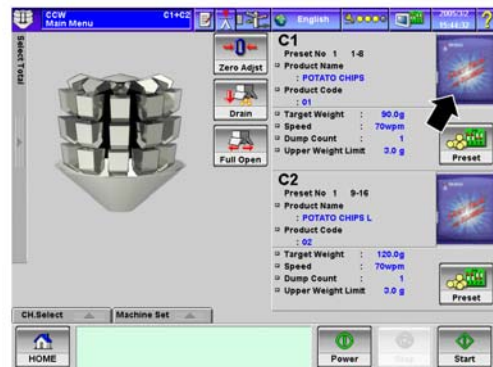 CCW
Main Menu
C1+C2
English
2005/3/2
15:44:32
?
Select Total
Zero Adjst
Drain
Full Open
C1
Preset No 1 1-8
Product Name
: POTATO CHIPS
Product Code
: 01
Target Weight : 90.0g
Speed : 70wpm
Dump Count : 1
Upper Weight Limit 3.0 g
Preset
C2
Preset No 1 9-16
Product Name
: POTATO CHIPS L
Product Code
: 02
Target Weight : 120.0g
Speed : 70wpm
Dump Count : 1
Upper Weight Limit 3.0 g
Preset
CH.Select
Machine Set
HOME
Power
Stop
Start